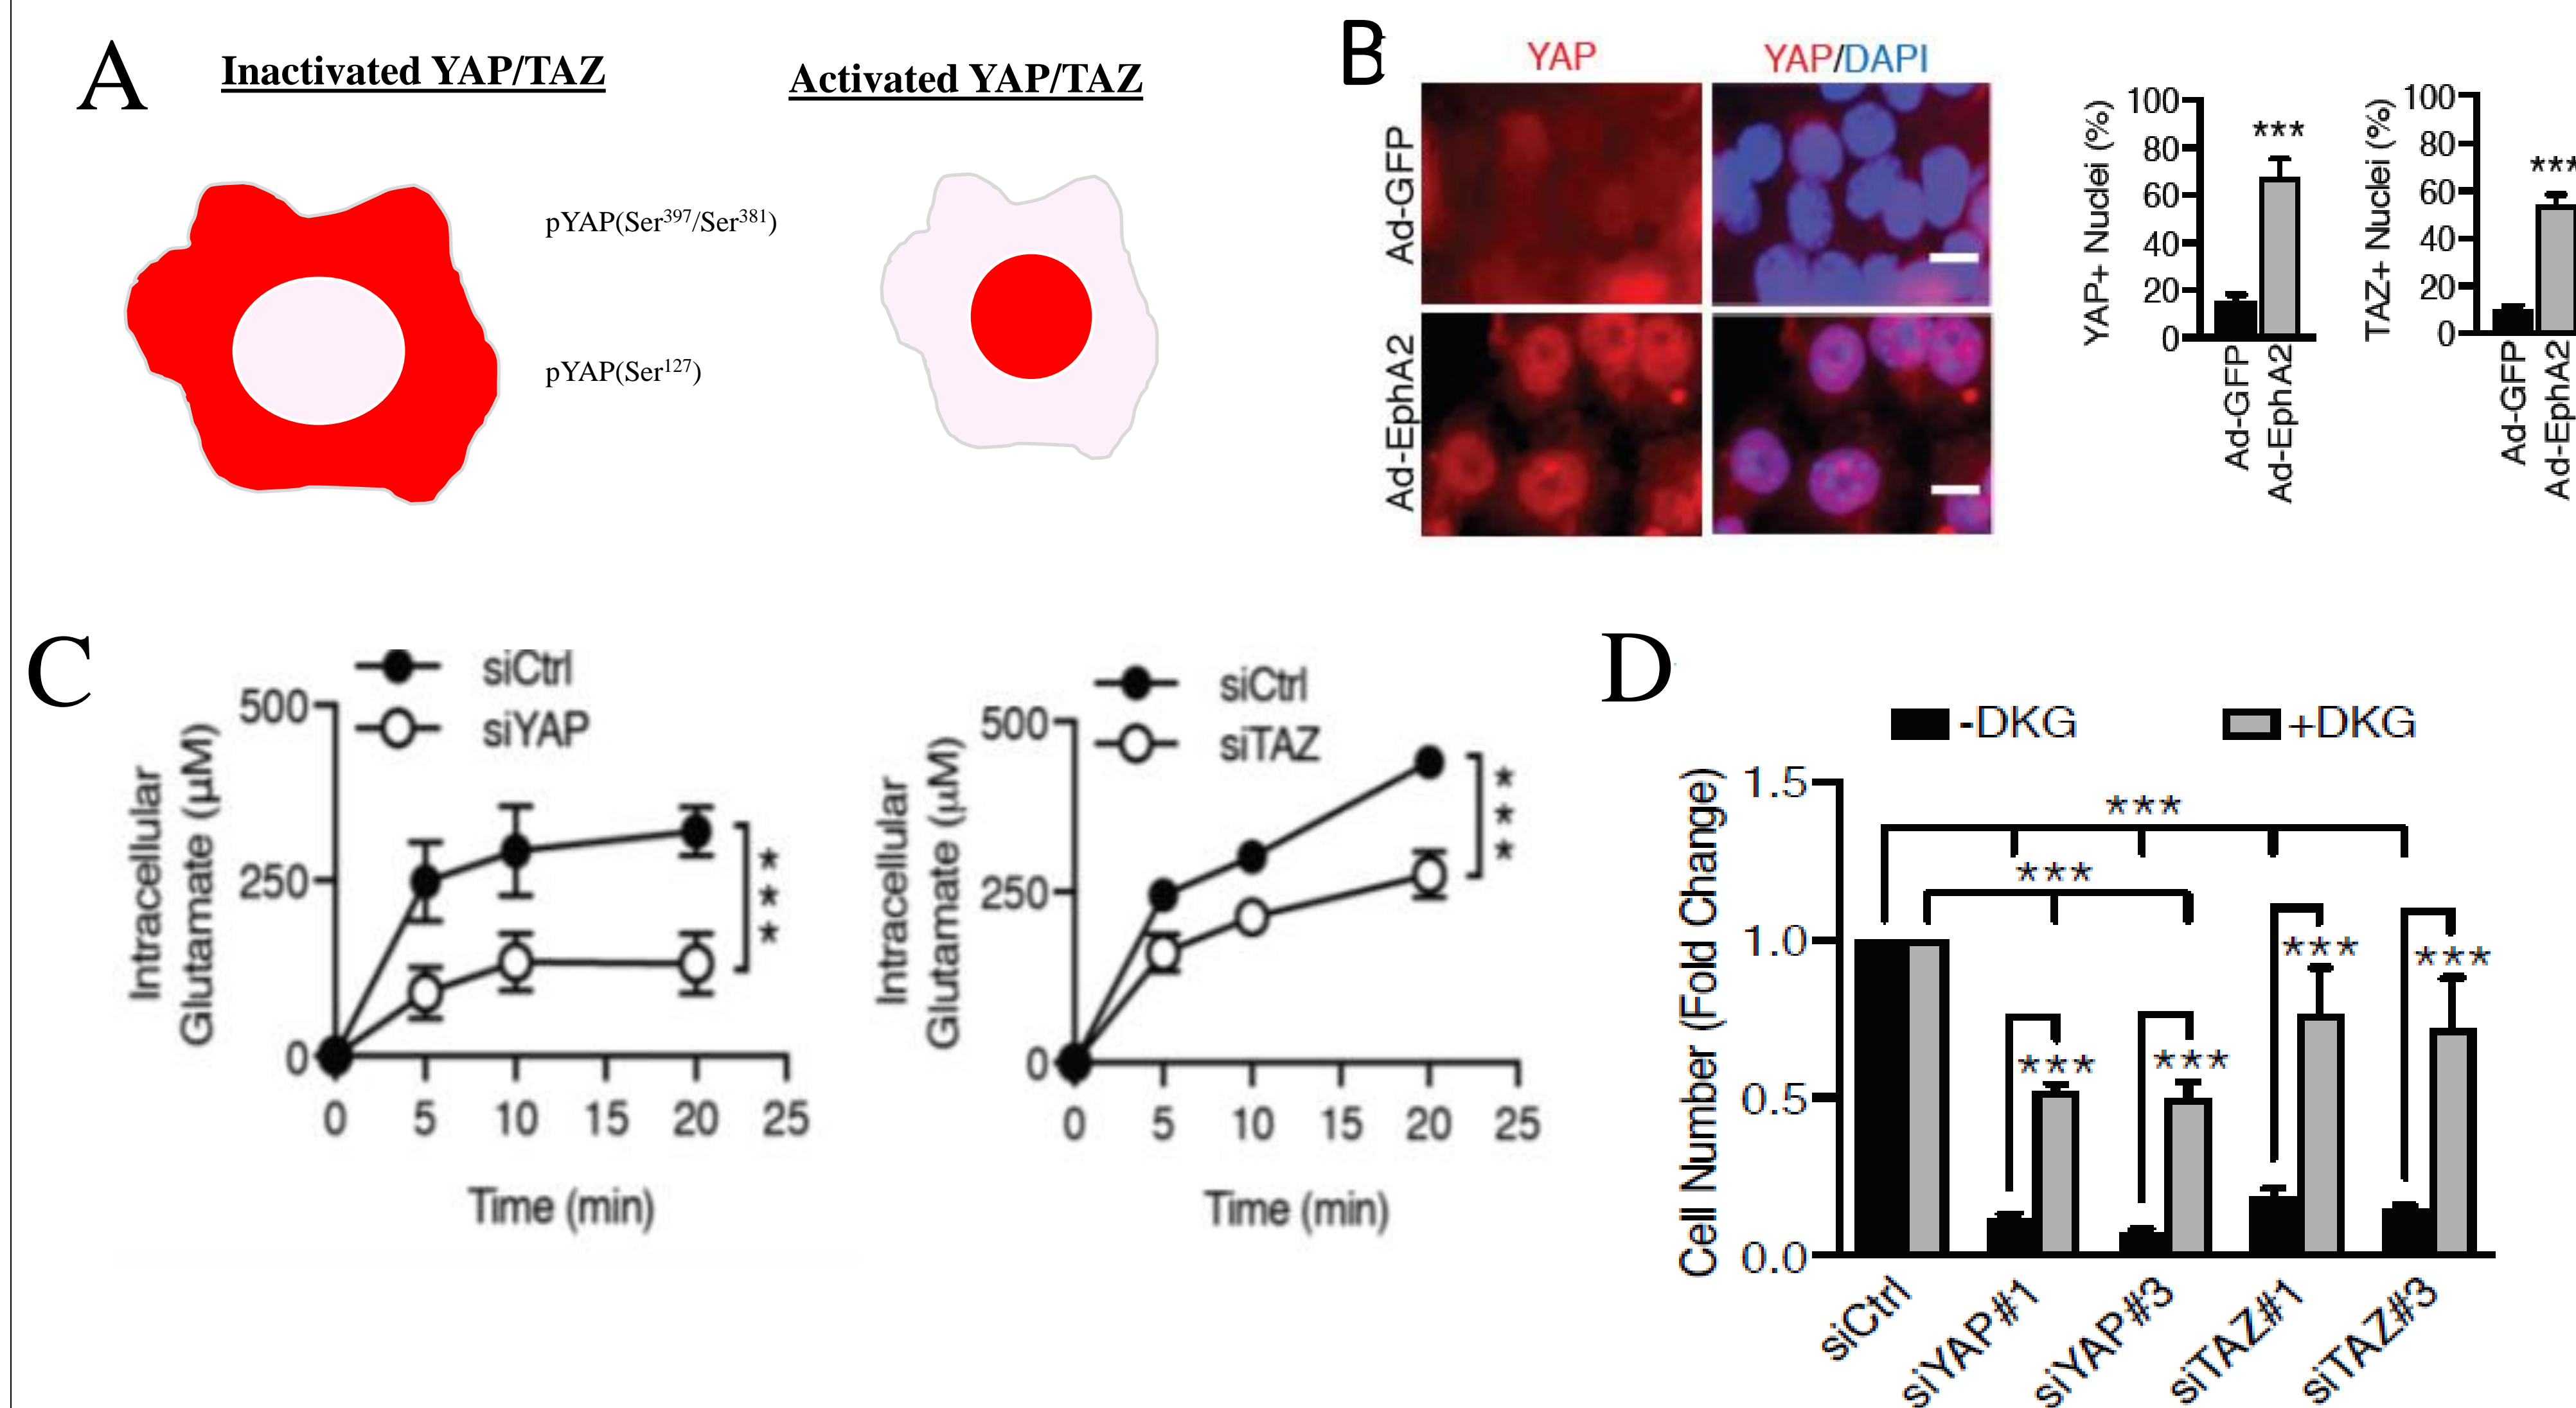 A
Inactivated YAP/TAZ
Activated YAP/TAZ
pYAP(Ser397/Ser381)
pYAP(Ser127)
B
YAP
YAP/DAPI
Ad-GFP
Ad-EphA2
YAP+ Nuclei (%)
100
80
60
40
20
0
***
Ad-GFP
Ad-EphA2
TAZ+ Nuclei (%)
100
80
60
40
20
0
***
Ad-GFP
Ad-EphA2
C
siCtrl
siYAP
Intracellular
Glutamate (µM)
500
250
0
***
0 5 10 15 20 25
Time (min)
siCtrl
siTAZ
Intracellular
Glutamate (µM)
500
250
0
***
0 5 10 15 20 25
Time (min)
D
-DKG
+DKG
Cell Number (Fold Change)
1.5
1.0
0.5
0.0
***
***
***
***
***
***
siCtrl
siYAP#1
siYAP#3
siTAZ#1
siTAZ#3